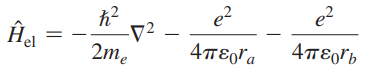 Ĥ_el = − ħ²/2m_e ∇² − e²/4πε₀r_a − e²/4πε₀r_b